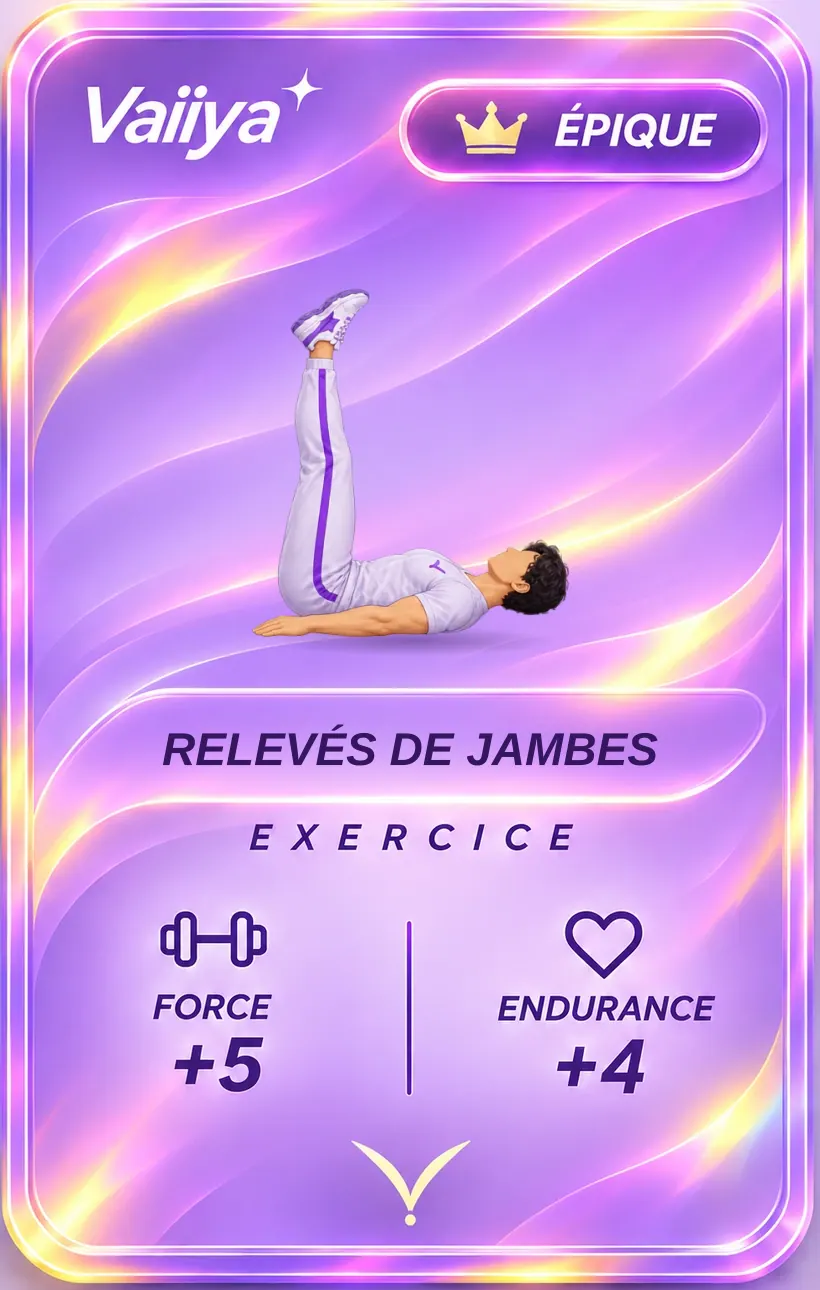 Vaiiya
ÉPIQUE
RELEVÉS DE JAMBES
EXERCICE
FORCE
+5
ENDURANCE
+4